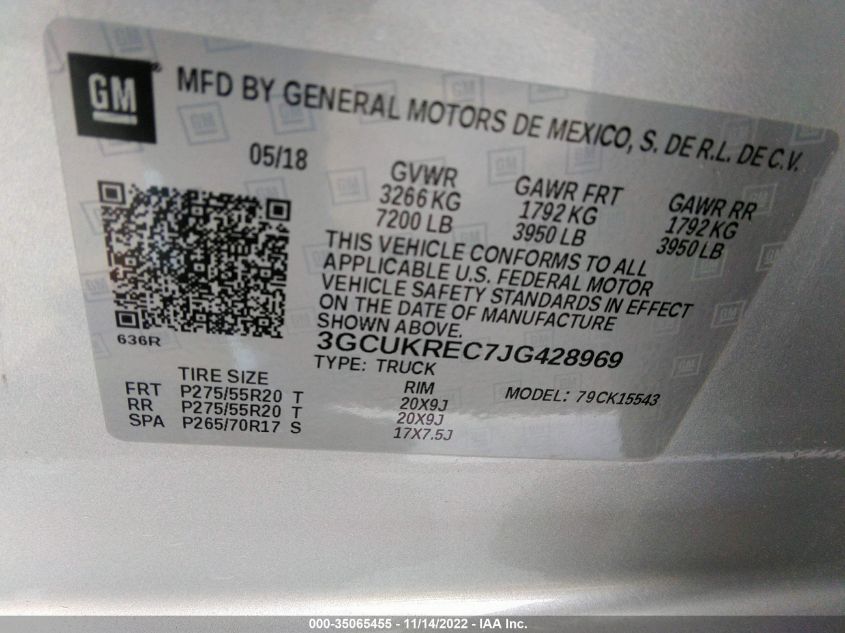 GM
MFD BY GENERAL MOTORS DE MEXICO, S. DE R.L. DE C.V.
05/18
GVWR
3266 KG
7200 LB
GAWR FRT
1792 KG
3950 LB
GAWR RR
1792 KG
3950 LB
THIS VEHICLE CONFORMS TO ALL
APPLICABLE U.S. FEDERAL MOTOR
VEHICLE SAFETY STANDARDS IN EFFECT
ON THE DATE OF MANUFACTURE
SHOWN ABOVE.
636R
3GCUKREC7JG428969
TYPE: TRUCK
MODEL: 79CK15543
TIRE SIZE RIM
FRT P275/55R20 T 20X9J
RR P275/55R20 T 20X9J
SPA P265/70R17 S 17X7.5J
000-35065455 - 11/14/2022 - IAA Inc.